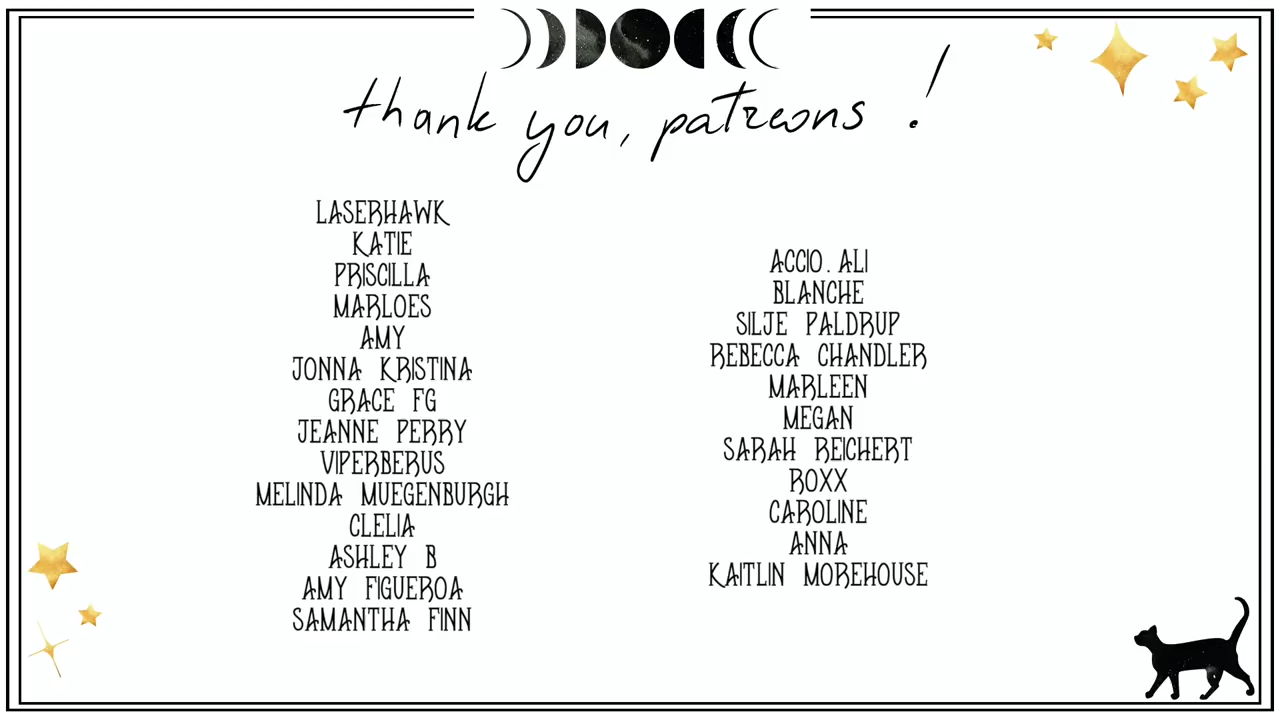 thank you, patreons!
LASERHAWK
KATIE
PRISCILLA
MARLOES
AMY
JONNA KRISTINA
GRACE FG
JEANNE PERRY
VIPERBERUS
MELINDA MUEGENBURGH
CLELIA
ASHLEY B
AMY FIGUEROA
SAMANTHA FINN
ACCIO.ALI
BLANCHE
SILJE PALDRUP
REBECCA CHANDLER
MARLEEN
MEGAN
SARAH REICHERT
ROXX
CAROLINE
ANNA
KAITLIN MOREHOUSE